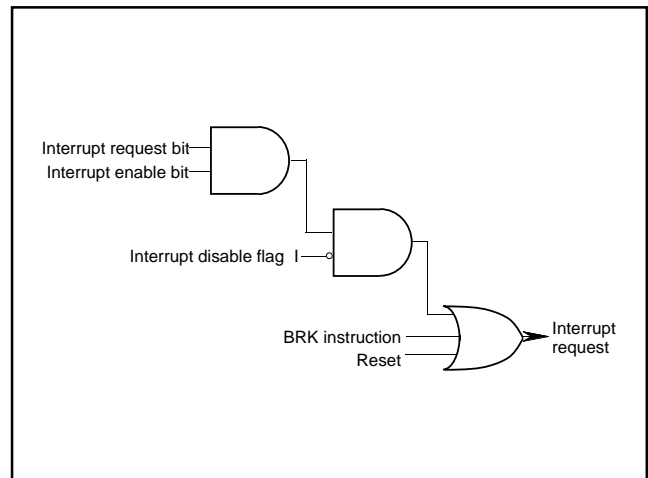 Interrupt request bit
Interrupt enable bit
Interrupt disable flag I
BRK instruction
Reset
Interrupt
request